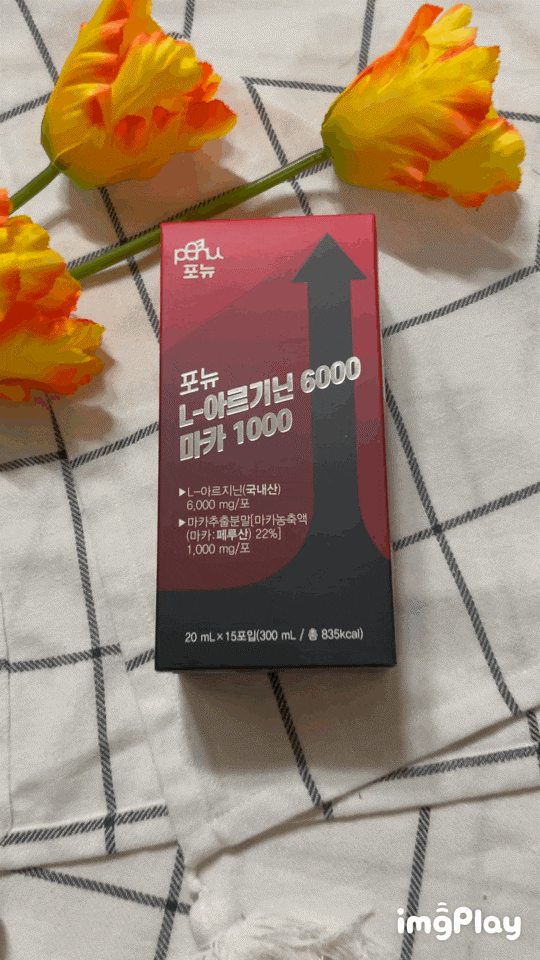 ponu
포뉴
포뉴
L-아르기닌 6000
마카 1000
▶L-아르지닌(국내산)
6,000 mg/포
▶마카추출분말[마카농축액
(마카:페루산) 22%]
1,000 mg/포
20 mL×15포입(300 mL / 총 835kcal)
imgPlay